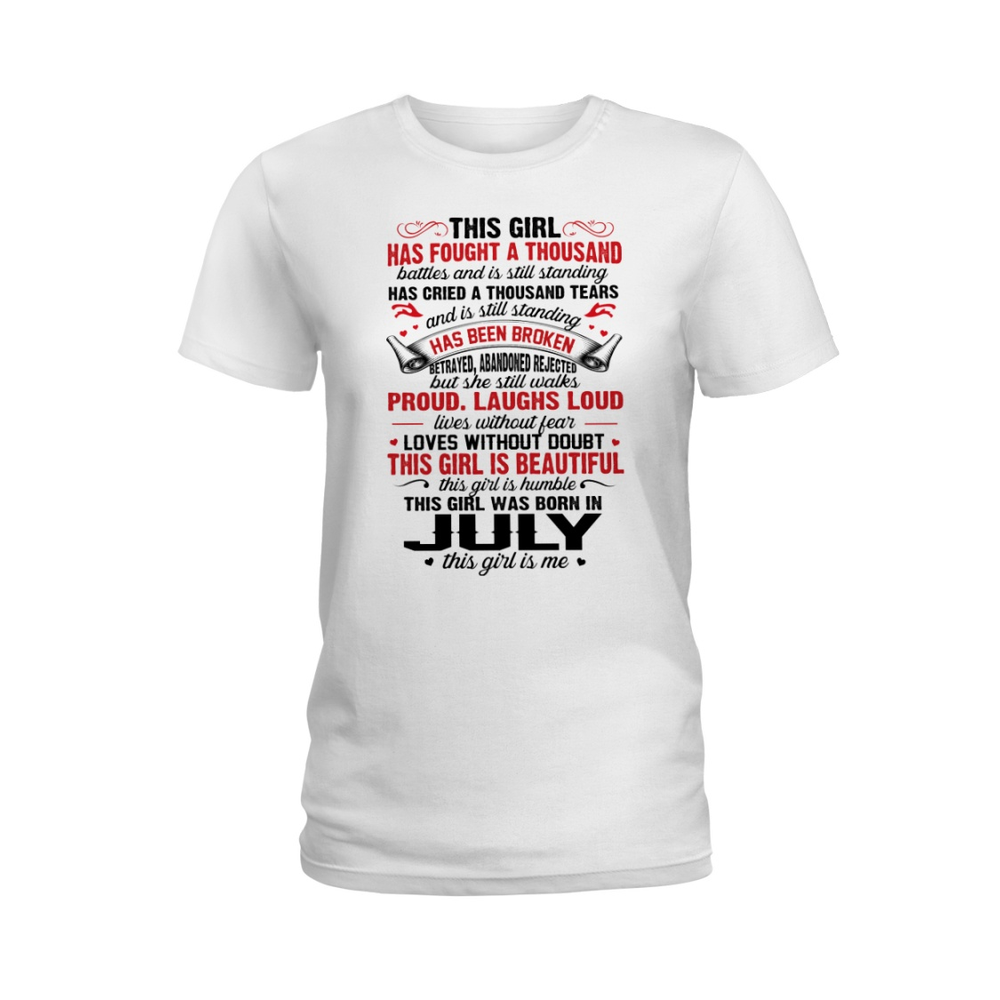 THIS GIRL
HAS FOUGHT A THOUSAND
battles and is still standing
HAS CRIED A THOUSAND TEARS
and is still standing
HAS BEEN BROKEN
BETRAYED, ABANDONED REJECTED
but she still walks
PROUD. LAUGHS LOUD
lives without fear
LOVES WITHOUT DOUBT
THIS GIRL IS BEAUTIFUL
this girl is humble
THIS GIRL WAS BORN IN
JULY
this girl is me